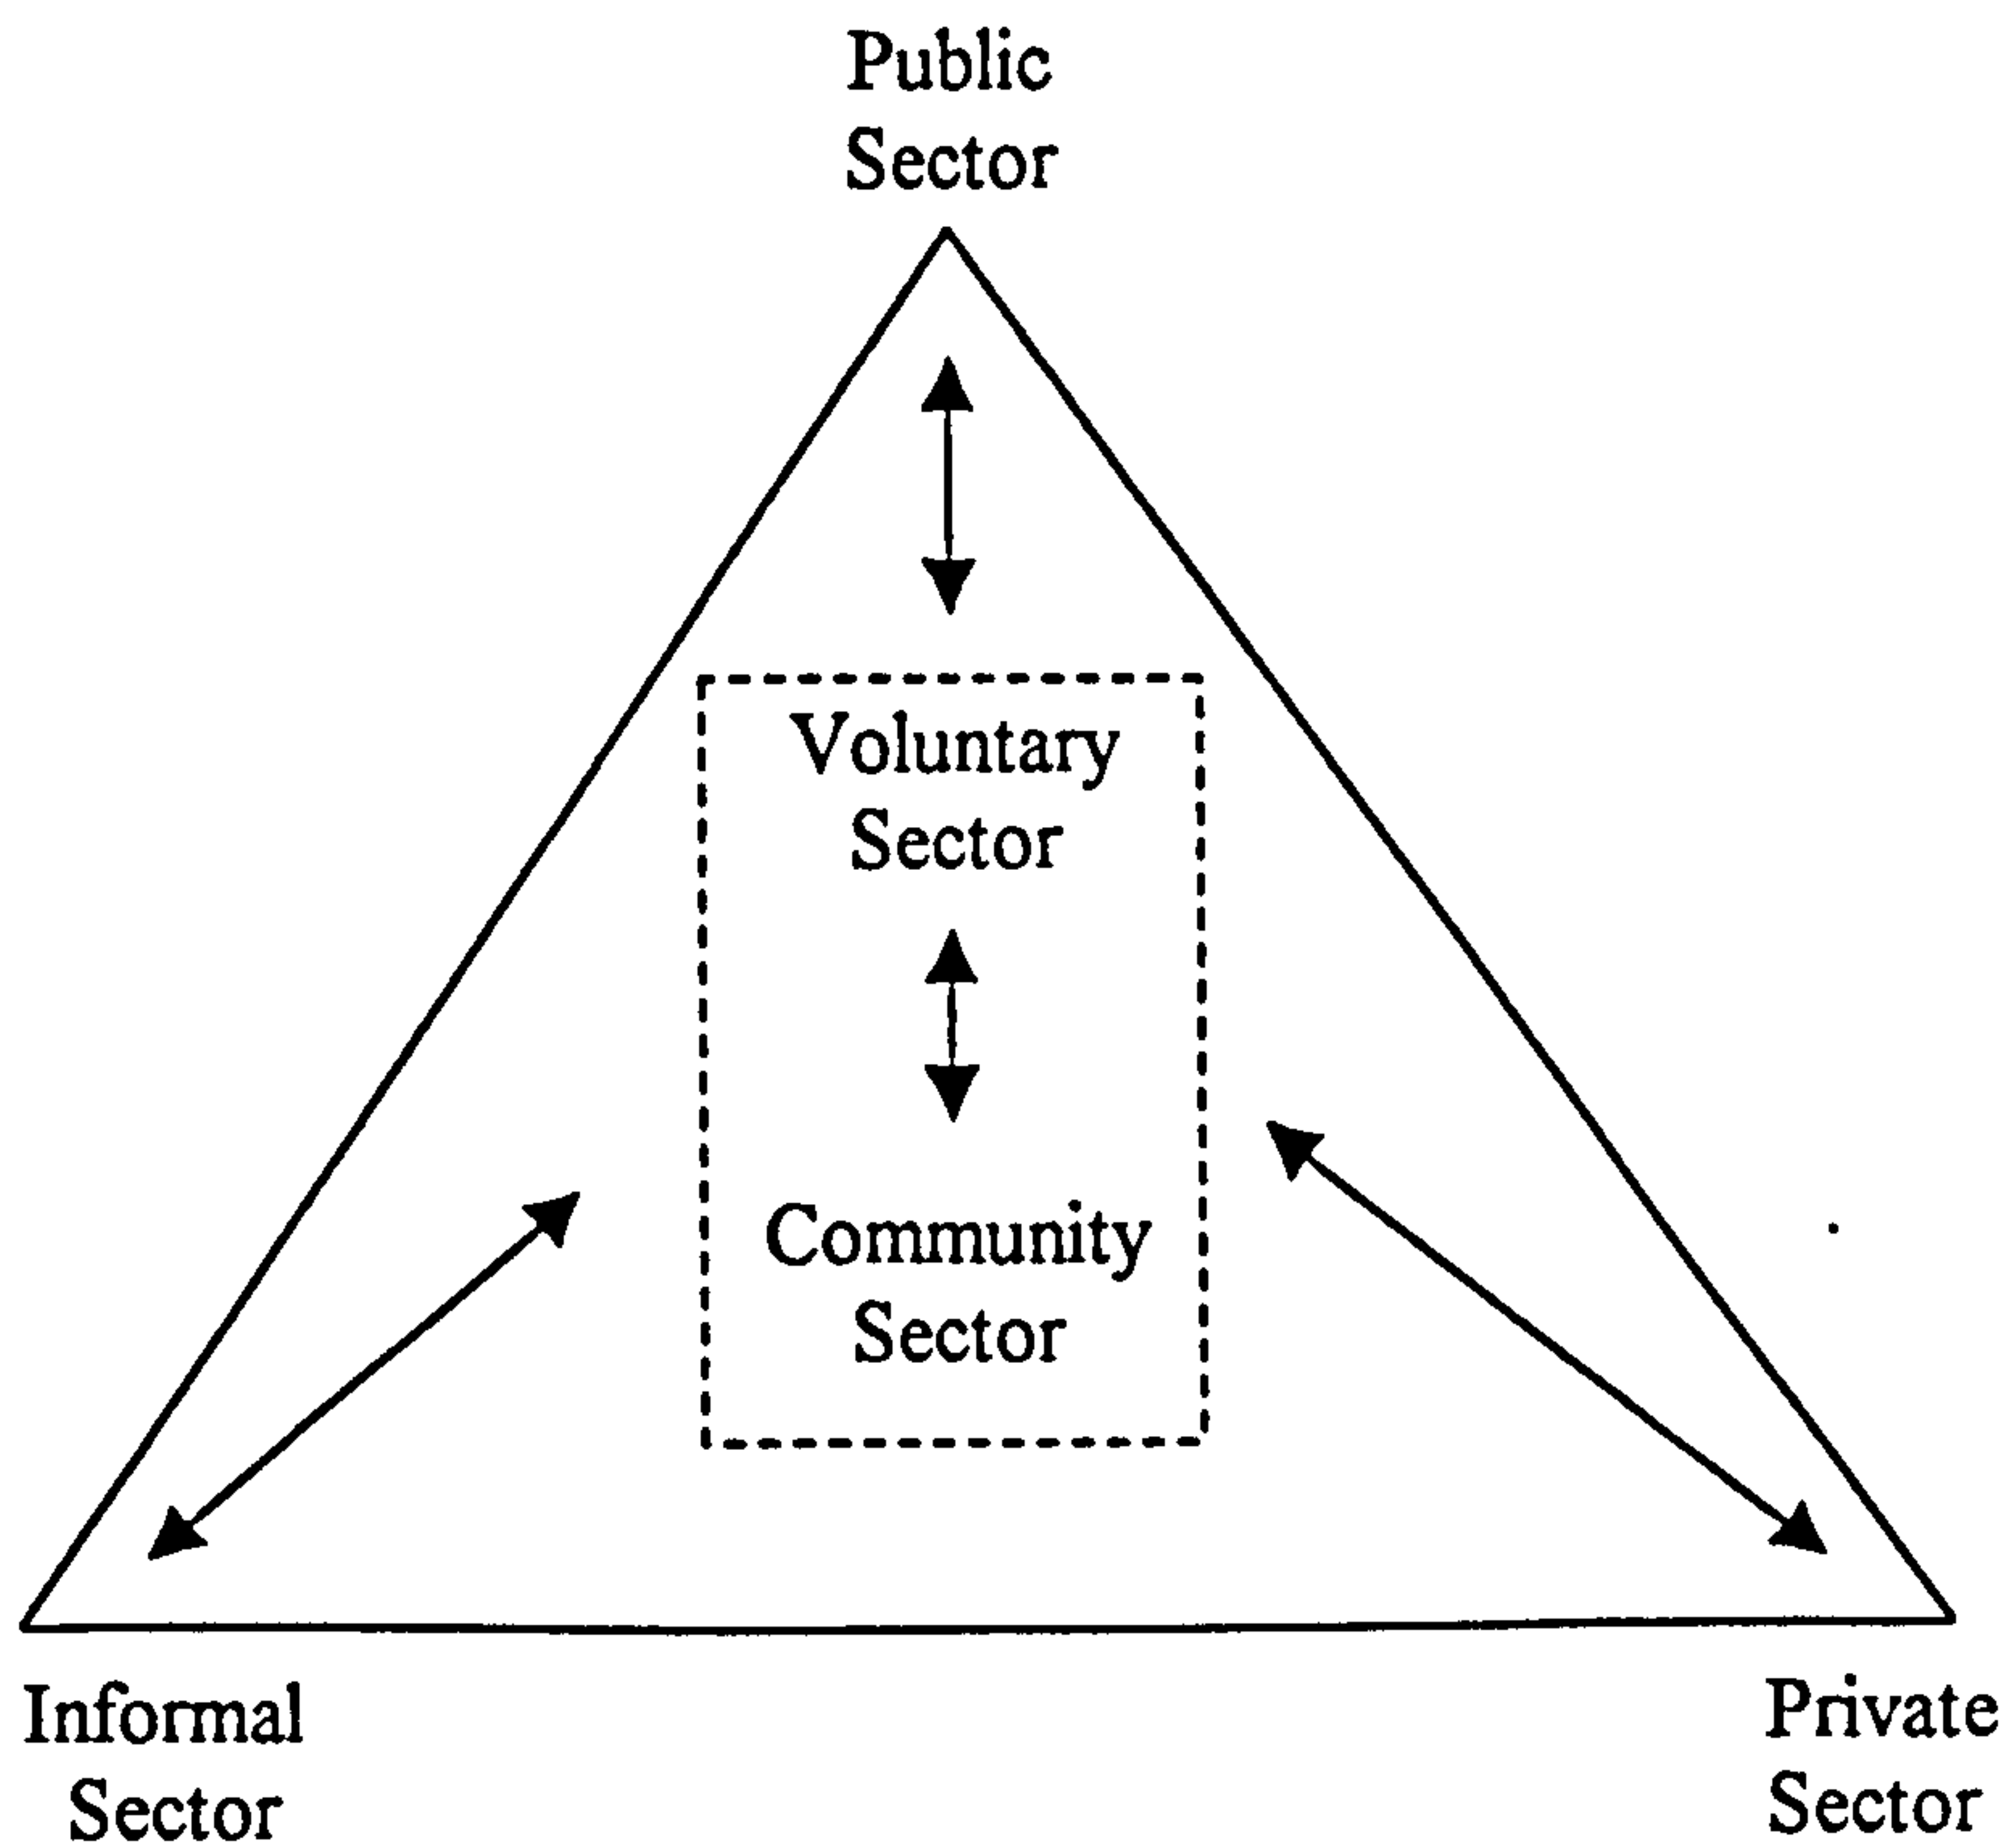 Public
Sector
Voluntary
Sector
Community
Sector
Informal
Sector
Private
Sector